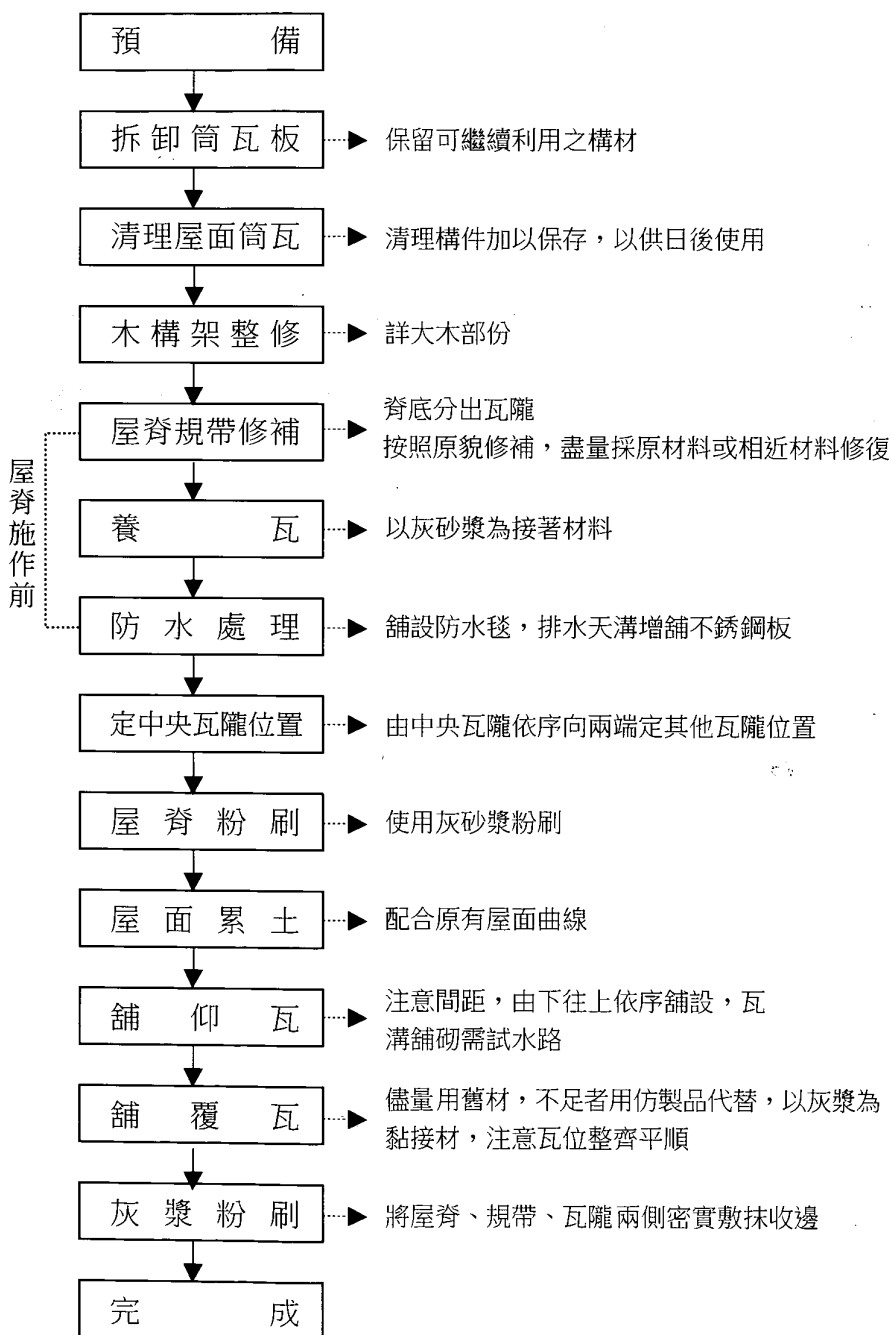 預備
拆卸筒瓦板
保留可繼續利用之構材
清理屋面筒瓦
清理構件加以保存，以供日後使用
木構架整修
詳大木部份
屋脊規帶修補
脊底分出瓦隴
按照原貌修補，盡量採原材料或相近材料修復
屋脊施作前
養瓦
以灰砂漿為接著材料
防水處理
舖設防水毯，排水天溝增舖不銹鋼板
定中央瓦隴位置
由中央瓦隴依序向兩端定其他瓦隴位置
屋脊粉刷
使用灰砂漿粉刷
屋面累土
配合原有屋面曲線
舖仰瓦
注意間距，由下往上依序舖設，瓦
溝舖砌需試水路
舖覆瓦
儘量用舊材，不足者用仿製品代替，以灰漿為
黏接材，注意瓦位整齊平順
灰漿粉刷
將屋脊、規帶、瓦隴兩側密實敷抹收邊
完成